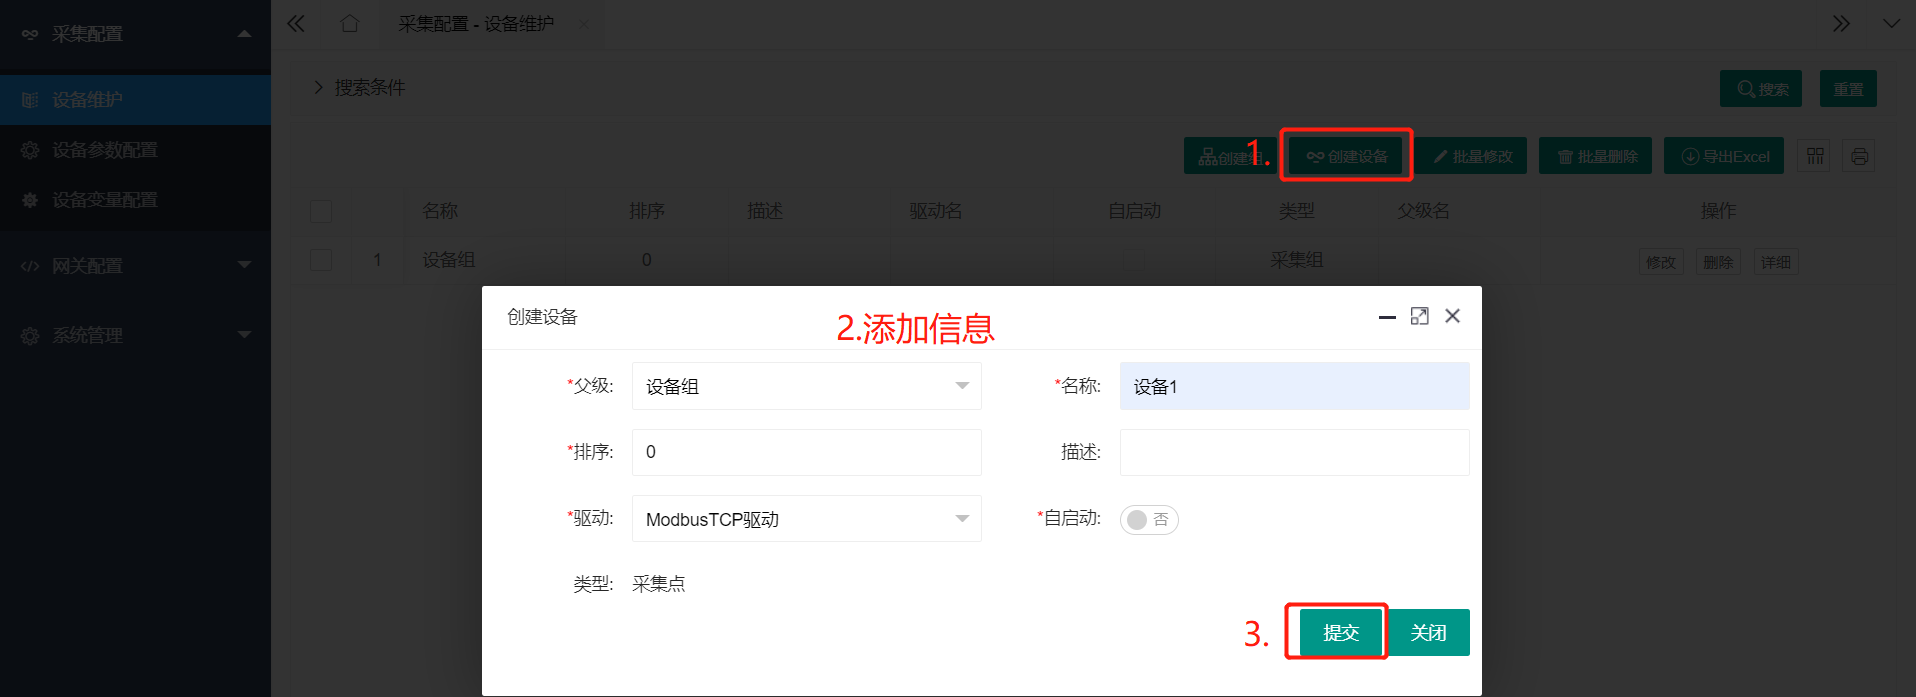 采集配置
设备维护
设备参数配置
设备变量配置
网关配置
系统管理
采集配置 - 设备维护
搜索条件
搜索
重置
创建组
1.
创建设备
批量修改
批量删除
导出Excel
名称 排序 描述 驱动名 自启动 类型 父级名 操作
1 设备组 0 采集组 修改 删除 详细
创建设备
2.添加信息
*父级: 设备组
*名称: 设备1
*排序: 0
描述:
*驱动: ModbusTCP驱动
*自启动: 否
类型: 采集点
3.
提交
关闭